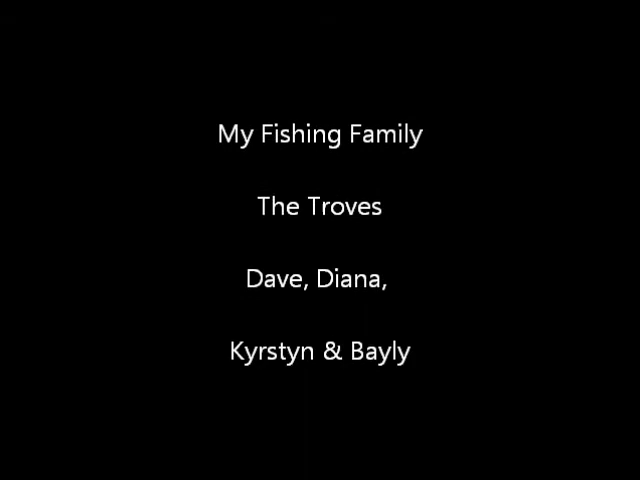 My Fishing Family
The Troves
Dave, Diana,
Kyrstyn & Bayly